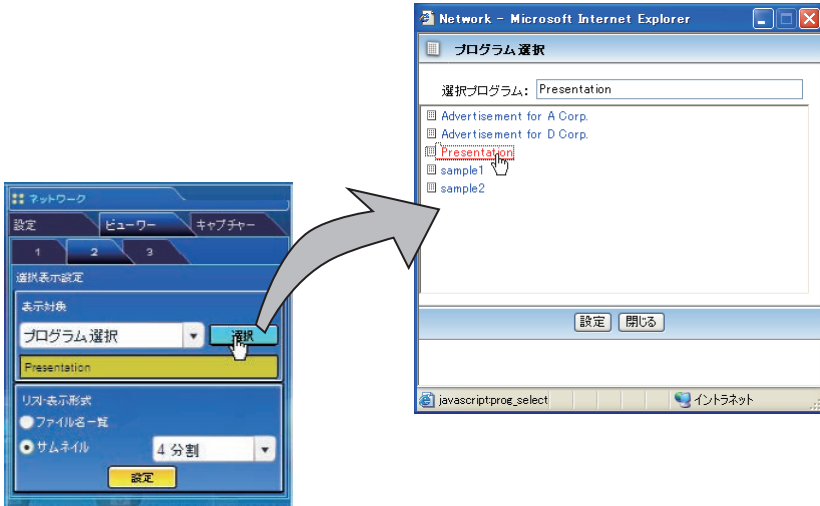 ネットワーク
設定 ビューワー キャプチャー
1 2 3
選択表示設定
表示対象
プログラム選択 選択
Presentation
リスト表示形式
ファイル名一覧
サムネイル 4 分割
設定
Network - Microsoft Internet Explorer
プログラム選択
選択プログラム: Presentation
Advertisement for A Corp.
Advertisement for D Corp.
Presentation
sample1
sample2
設定 閉じる
javascript:prog_select イントラネット